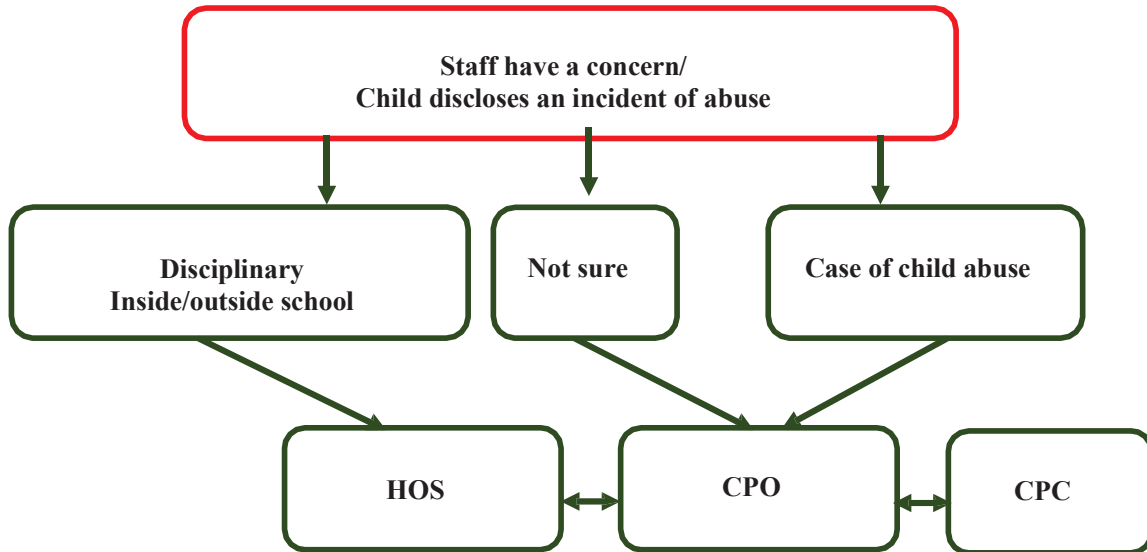 Staff have a concern/
Child discloses an incident of abuse
Disciplinary
Inside/outside school
Not sure
Case of child abuse
HOS
CPO
CPC